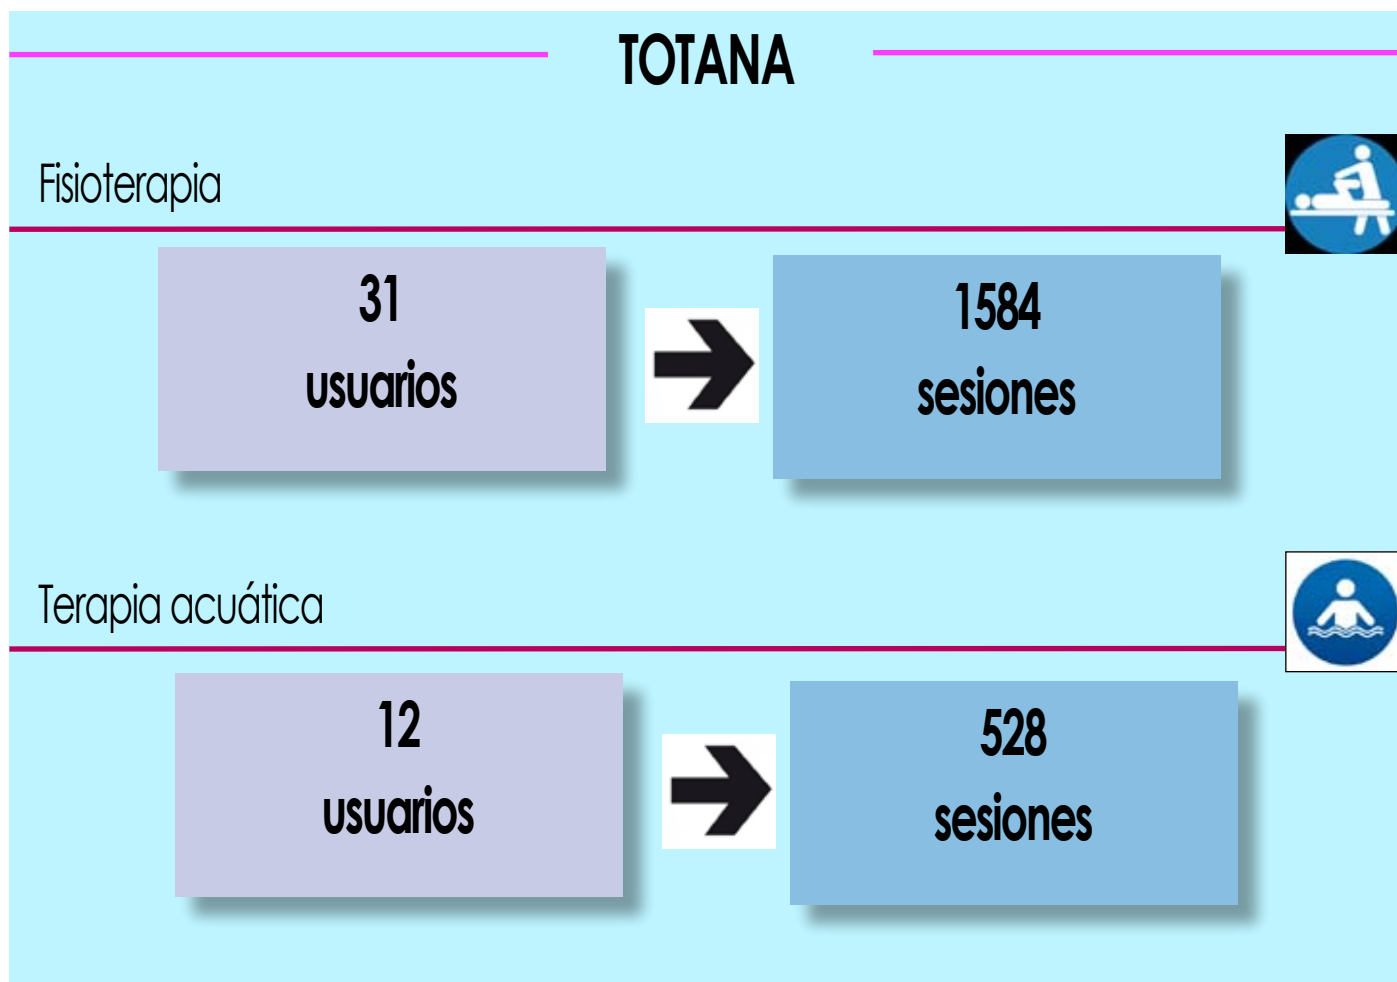 TOTANA
Fisioterapia
31
usuarios
1584
sesiones
Terapia acuática
12
usuarios
528
sesiones